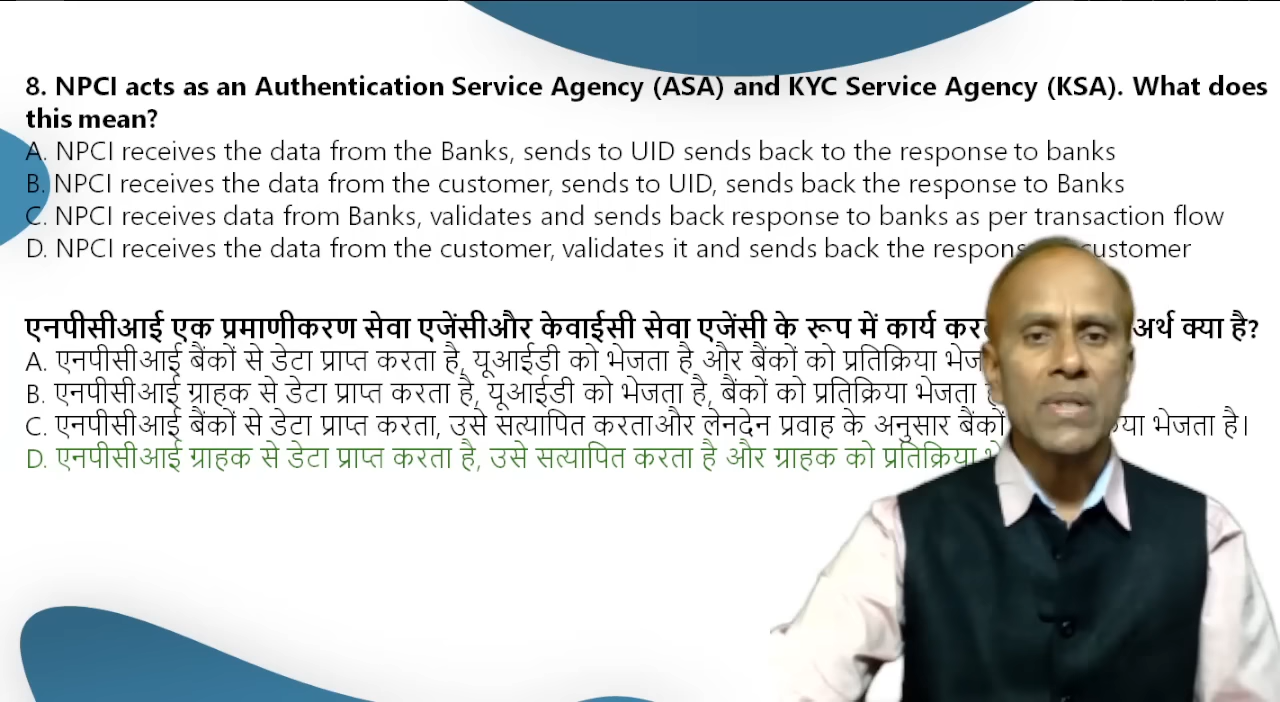 8. NPCI acts as an Authentication Service Agency (ASA) and KYC Service Agency (KSA). What does
this mean?
A. NPCI receives the data from the Banks, sends to UID sends back to the response to banks
B. NPCI receives the data from the customer, sends to UID, sends back the response to Banks
C. NPCI receives data from Banks, validates and sends back response to banks as per transaction flow
D. NPCI receives the data from the customer, validates it and sends back the customer
एनपीसीआई एक प्रमाणीकरण सेवा एजेंसीऔर केवाईसी सेवा एजेंसी के रूप में कार्य अर्थ क्या है?
A. एनपीसीआई बैंकों से डेटा प्राप्त करता है, यूआईडी को भेजता है और बैंकों को प्रतिक्रिया
B. एनपीसीआई ग्राहक से डेटा प्राप्त करता है, यूआईडी को भेजता है, बैंकों को प्रतिक्रिया भेजता
C. एनपीसीआई बैंकों से डेटा प्राप्त करता, उसे सत्यापित करताऔर लेनदेन प्रवाह के अनुसार बैंकों भेजता है।
D. एनपीसीआई ग्राहक से डेटा प्राप्त करता है, उसे सत्यापित करता है और ग्राहक को प्रतिक्रिया